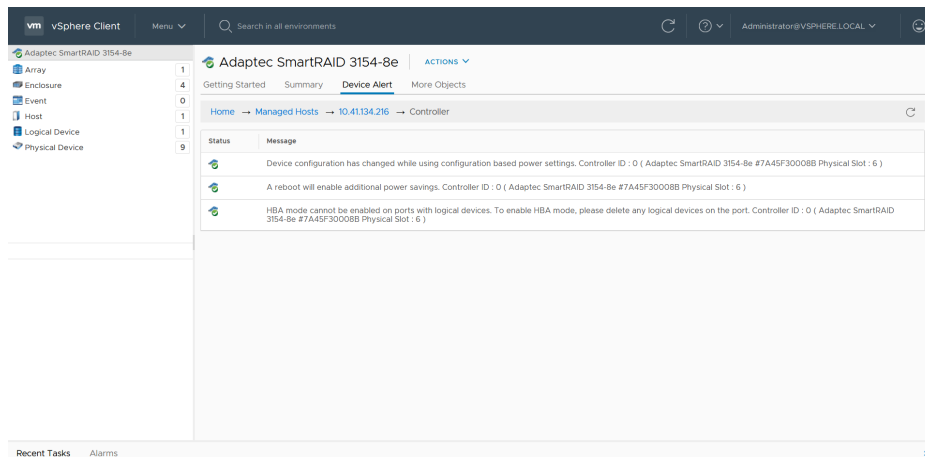 vm vSphere Client Menu Search in all environments Administrator@VSPHERE.LOCAL
Adaptec SmartRAID 3154-8e
Array 1
Enclosure 4
Event 0
Host 1
Logical Device 1
Physical Device 9
Adaptec SmartRAID 3154-8e ACTIONS
Getting Started Summary Device Alert More Objects
Home → Managed Hosts → 10.41.134.216 → Controller
Status Message
Device configuration has changed while using configuration based power settings. Controller ID : 0 ( Adaptec SmartRAID 3154-8e #7A45F30008B Physical Slot : 6 )
A reboot will enable additional power savings. Controller ID : 0 ( Adaptec SmartRAID 3154-8e #7A45F30008B Physical Slot : 6 )
HBA mode cannot be enabled on ports with logical devices. To enable HBA mode, please delete any logical devices on the port. Controller ID : 0 ( Adaptec SmartRAID
3154-8e #7A45F30008B Physical Slot : 6 )
Recent Tasks Alarms